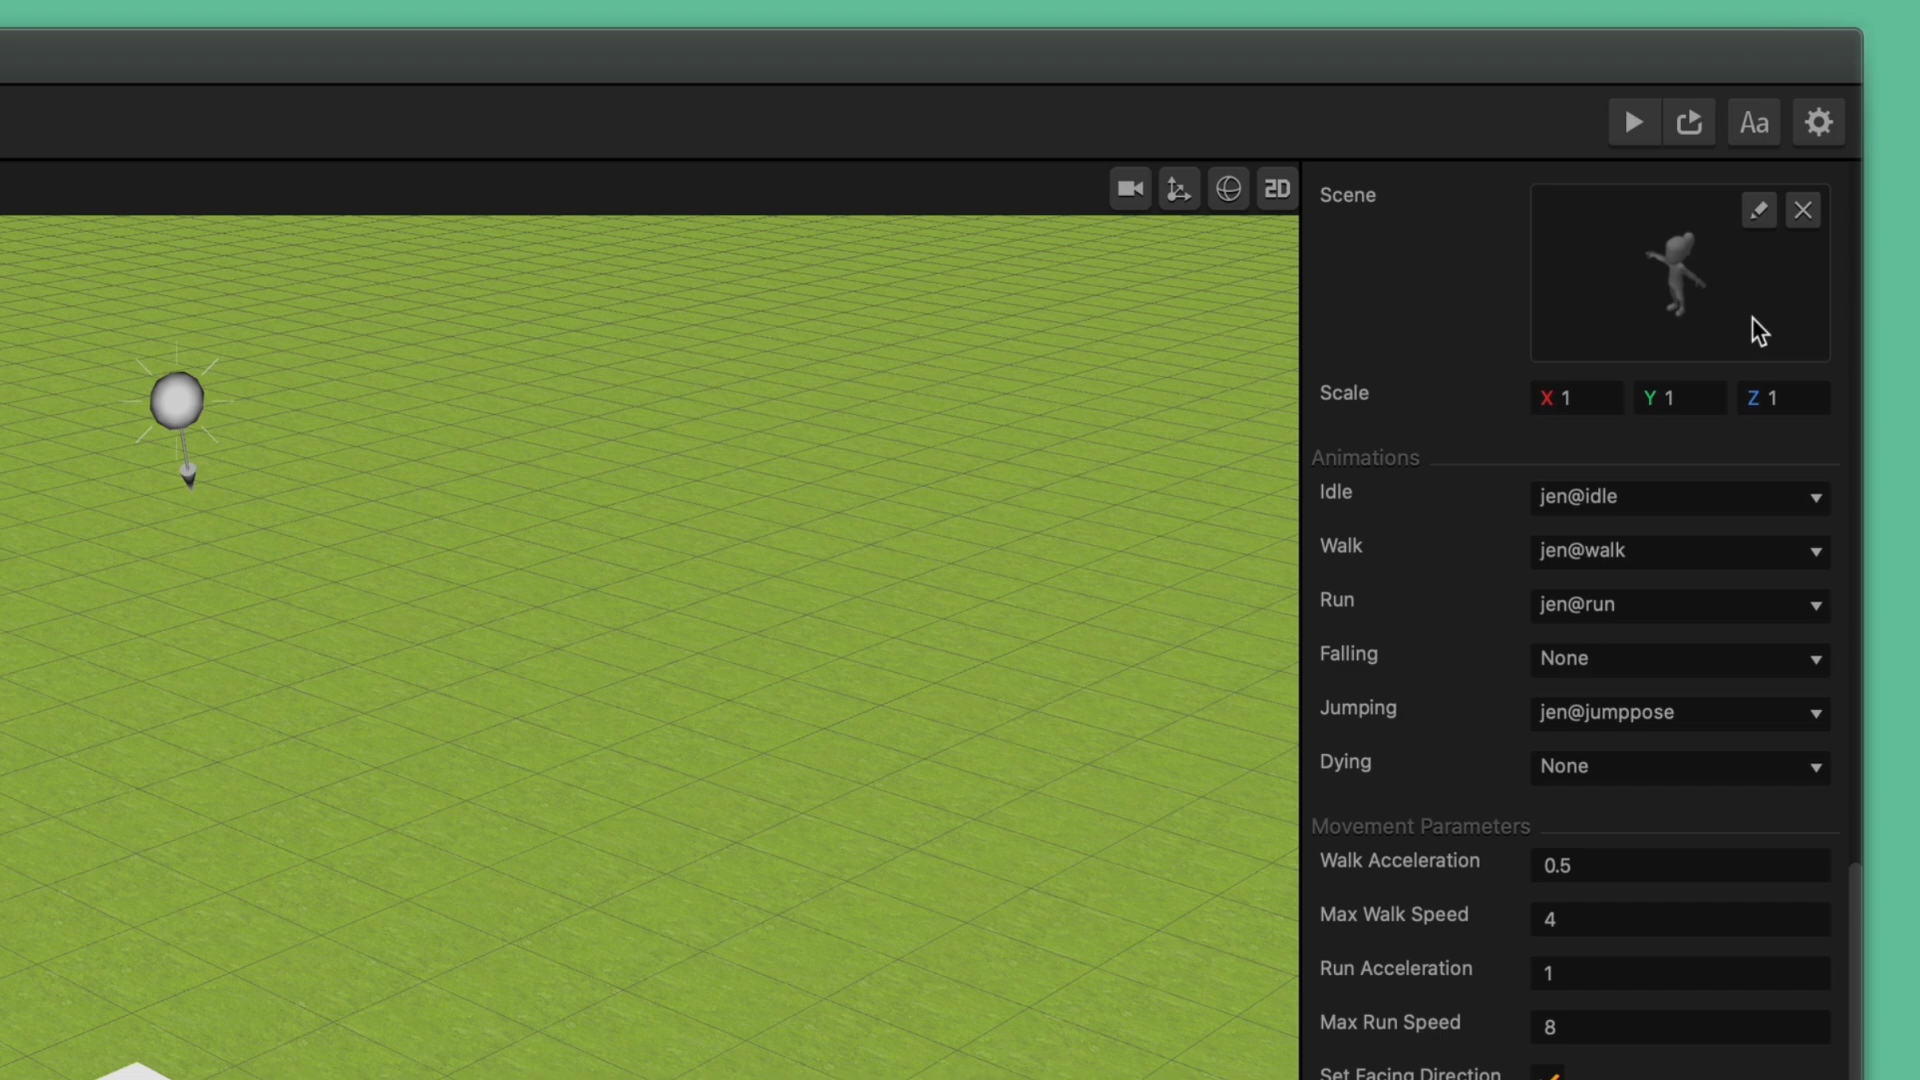 Aa
2D
Scene
Scale X 1 Y 1 Z 1
Animations
Idle jen@idle
Walk jen@walk
Run jen@run
Falling None
Jumping jen@jumppose
Dying None
Movement Parameters
Walk Acceleration 0.5
Max Walk Speed 4
Run Acceleration 1
Max Run Speed 8
Set Facing Direction